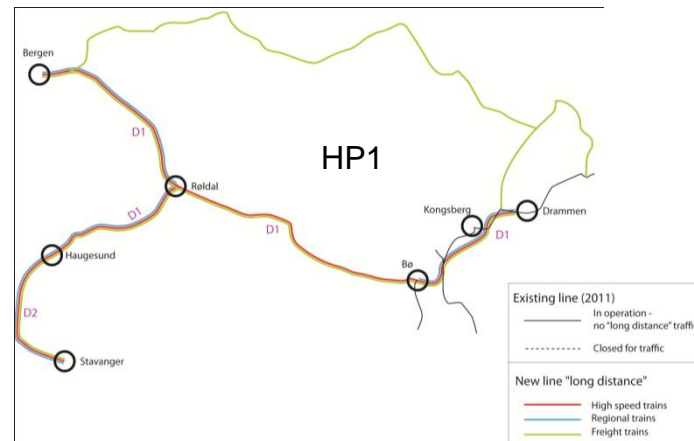 Bergen
D1
HP1
Røldal
Kongsberg
Drammen
D1
D1
D1
Haugesund
Bø
D2
Stavanger
Existing line (2011)
In operation -
no "long distance" traffi
Closed for traffic
New line "long distance"
High speed trains
Regional trains
Freight trains